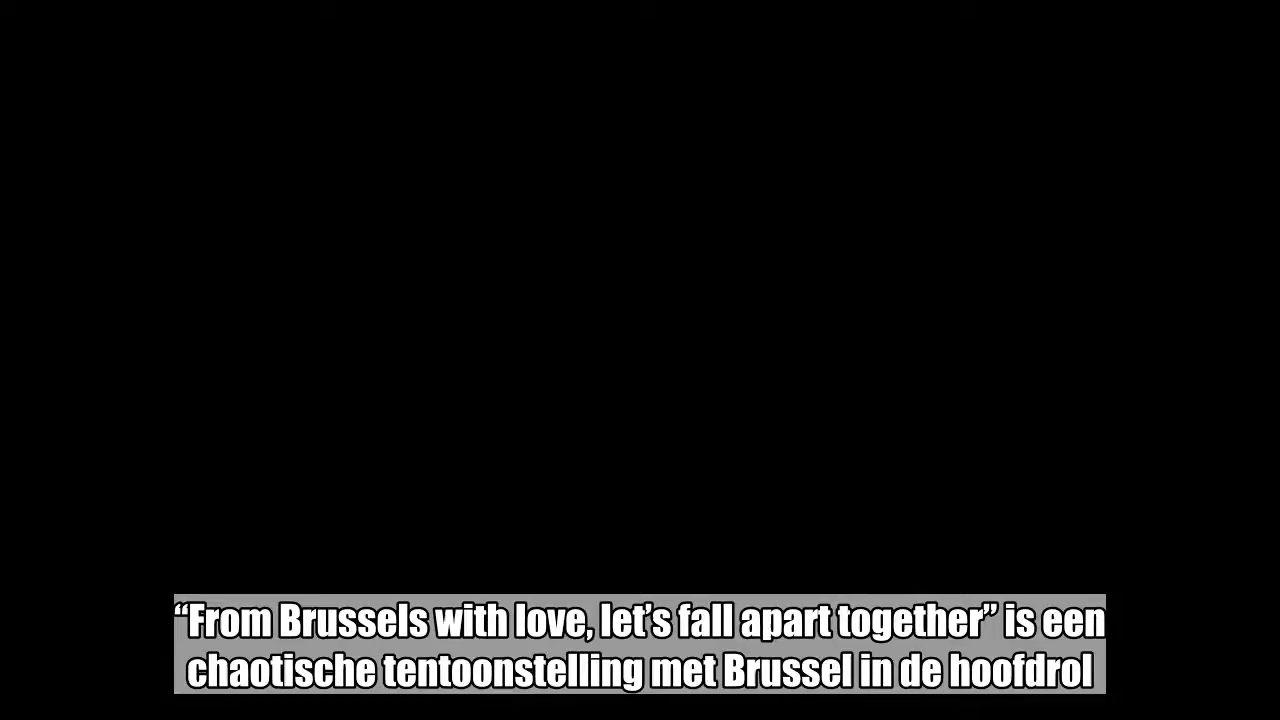 “From Brussels with love, let’s fall apart together” is een
chaotische tentoonstelling met Brussel in de hoofdrol